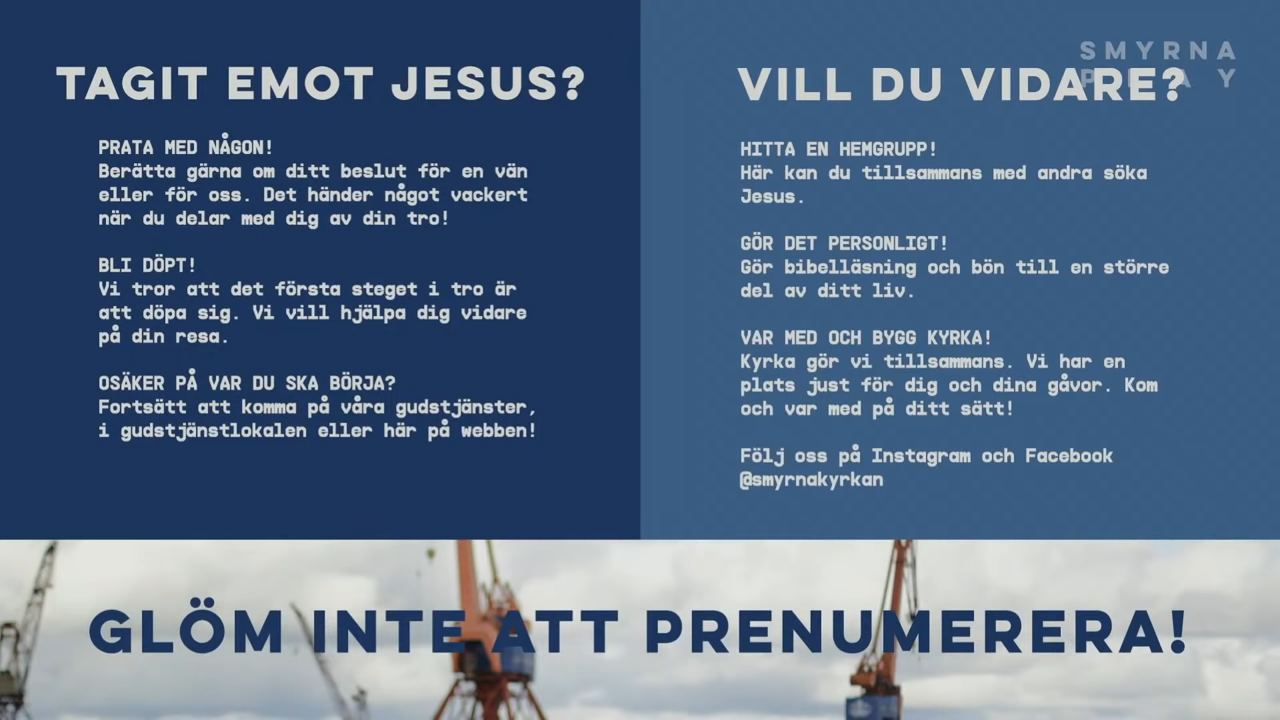 TAGIT EMOT JESUS?
PRATA MED NÅGON!
Berätta gärna om ditt beslut för en vän
eller för oss. Det händer något vackert
när du delar med dig av din tro!
BLI DÖPT!
Vi tror att det första steget i tro är
att döpa sig. Vi vill hjälpa dig vidare
på din resa.
OSÄKER PÅ VAR DU SKA BÖRJA?
Fortsätt att komma på våra gudstjänster,
i gudstjänstlokalen eller här på webben!
SMYRNA
PLAY
VILL DU VIDARE?
HITTA EN HEMGRUPP!
Här kan du tillsammans med andra söka
Jesus.
GÖR DET PERSONLIGT!
Gör bibelläsning och bön till en större
del av ditt liv.
VAR MED OCH BYGG KYRKA!
Kyrka gör vi tillsammans. Vi har en
plats just för dig och dina gåvor. Kom
och var med på ditt sätt!
Följ oss på Instagram och Facebook
@smyrnakyrkan
GLÖM INTE ATT PRENUMERERA!